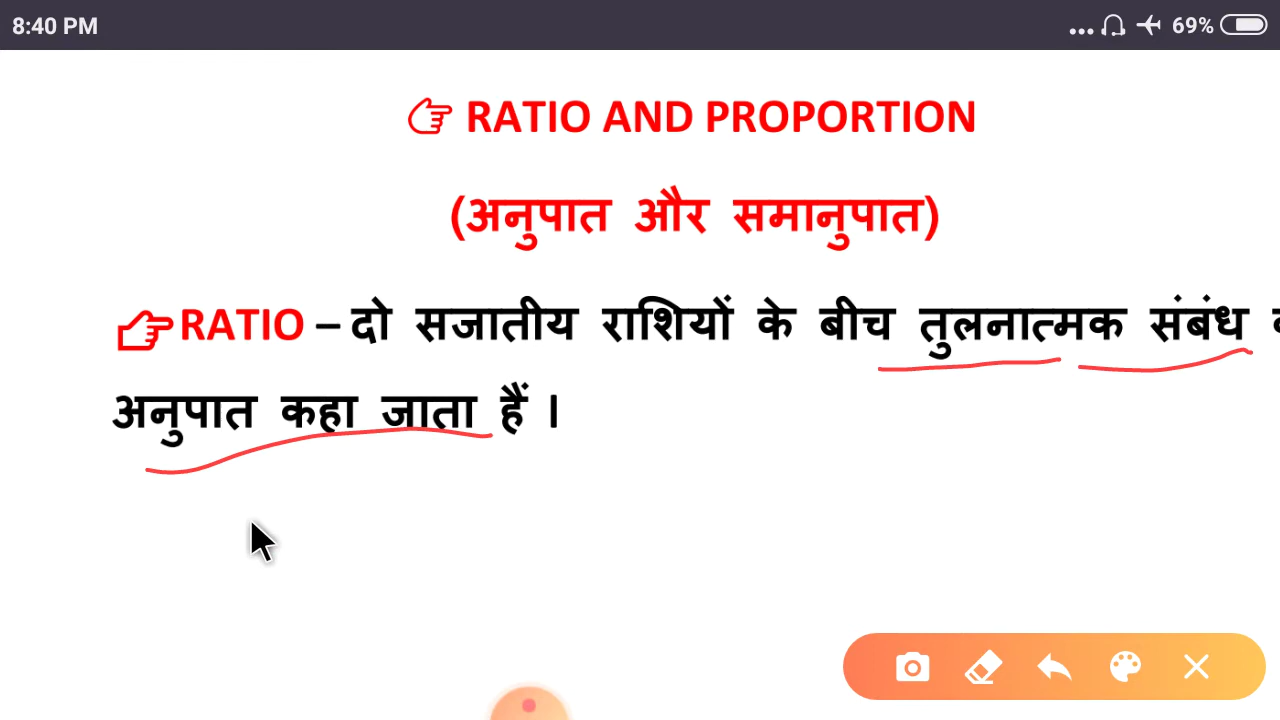 8:40 PM
69%
RATIO AND PROPORTION
(अनुपात और समानुपात)
RATIO – दो सजातीय राशियों के बीच तुलनात्मक संबंध
अनुपात कहा जाता हैं ।